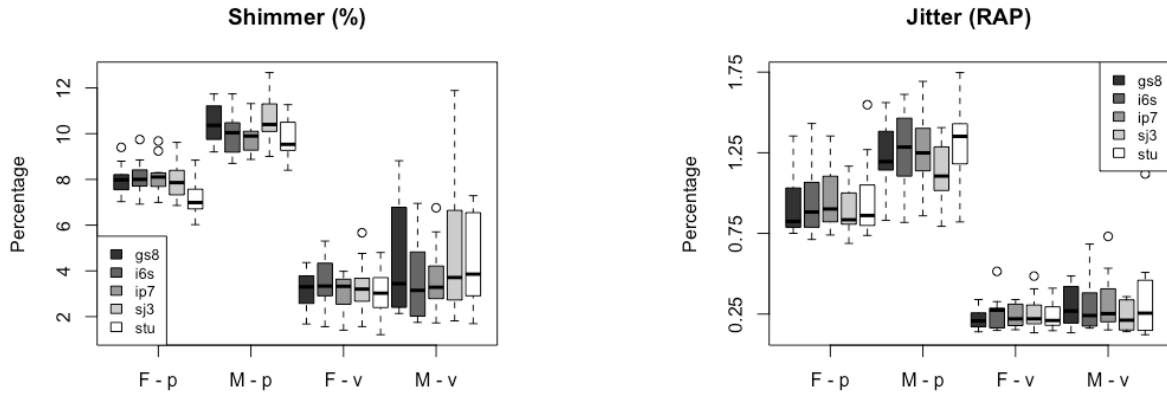 Shimmer (%)
Percentage
12
10
8
6
4
2
gs8
i6s
ip7
sj3
stu
F - p
M - p
F - v
M - v
Jitter (RAP)
Percentage
1.75
1.25
0.75
0.25
gs8
i6s
ip7
sj3
stu
F - p
M - p
F - v
M - v